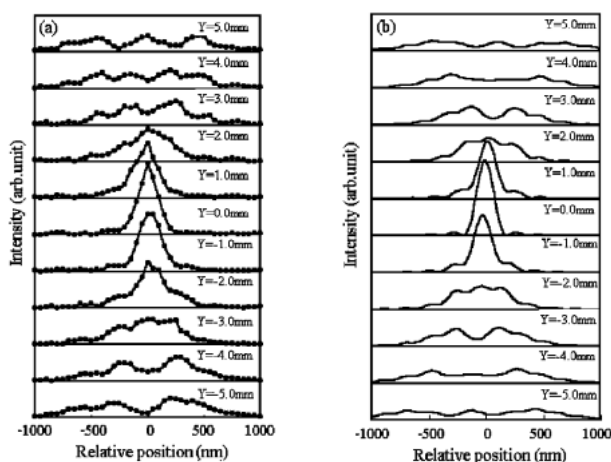 (a)
Y=5.0mm
Y=4.0mm
Y=3.0mm
Y=2.0mm
Y=1.0mm
Y=0.0mm
Y=-1.0mm
Y=-2.0mm
Y=-3.0mm
Y=-4.0mm
Y=-5.0mm
Intensity (arb.unit)
-1000 -500 0 500 1000
Relative position (nm)
(b)
Y=5.0mm
Y=4.0mm
Y=3.0mm
Y=2.0mm
Y=1.0mm
Y=0.0mm
Y=-1.0mm
Y=-2.0mm
Y=-3.0mm
Y=-4.0mm
Y=-5.0mm
Intensity (arb.unit)
-1000 -500 0 500 1000
Relative position (nm)